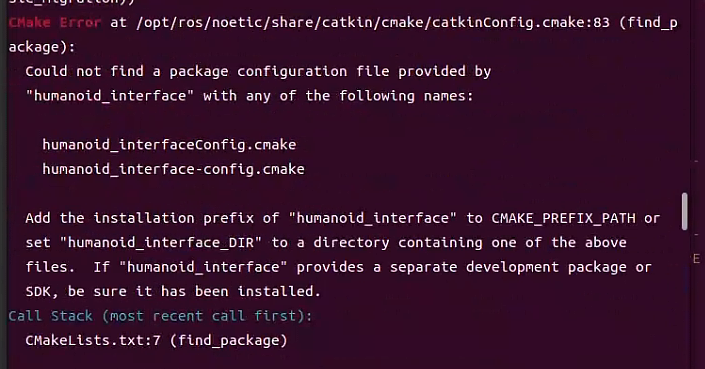 CMake Error at /opt/ros/noetic/share/catkin/cmake/catkinConfig.cmake:83 (find_p
ackage):
Could not find a package configuration file provided by
"humanoid_interface" with any of the following names:
humanoid_interfaceConfig.cmake
humanoid_interface-config.cmake
Add the installation prefix of "humanoid_interface" to CMAKE_PREFIX_PATH or
set "humanoid_interface_DIR" to a directory containing one of the above
files.  If "humanoid_interface" provides a separate development package or
SDK, be sure it has been installed.
Call Stack (most recent call first):
CMakeLists.txt:7 (find_package)